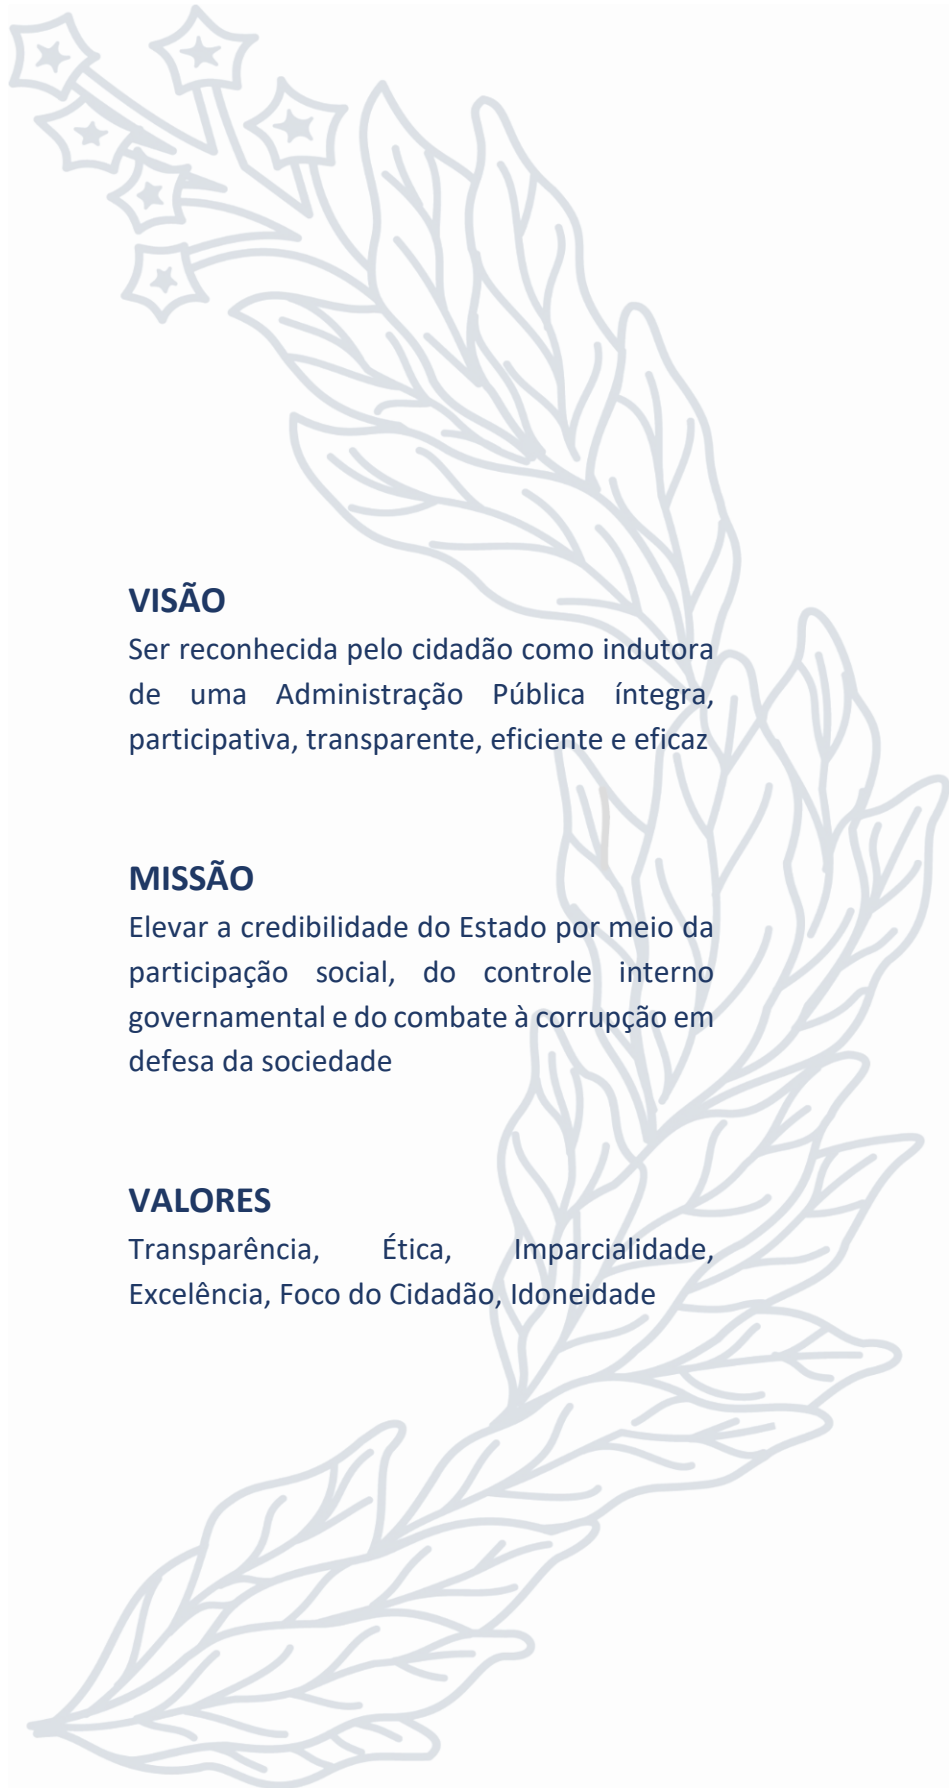 VISÃO
Ser reconhecida pelo cidadão como indutora
de uma Administração Pública íntegra,
participativa, transparente, eficiente e eficaz
MISSÃO
Elevar a credibilidade do Estado por meio da
participação social, do controle interno
governamental e do combate à corrupção em
defesa da sociedade
VALORES
Transparência, Ética, Imparcialidade,
Excelência, Foco do Cidadão, Idoneidade